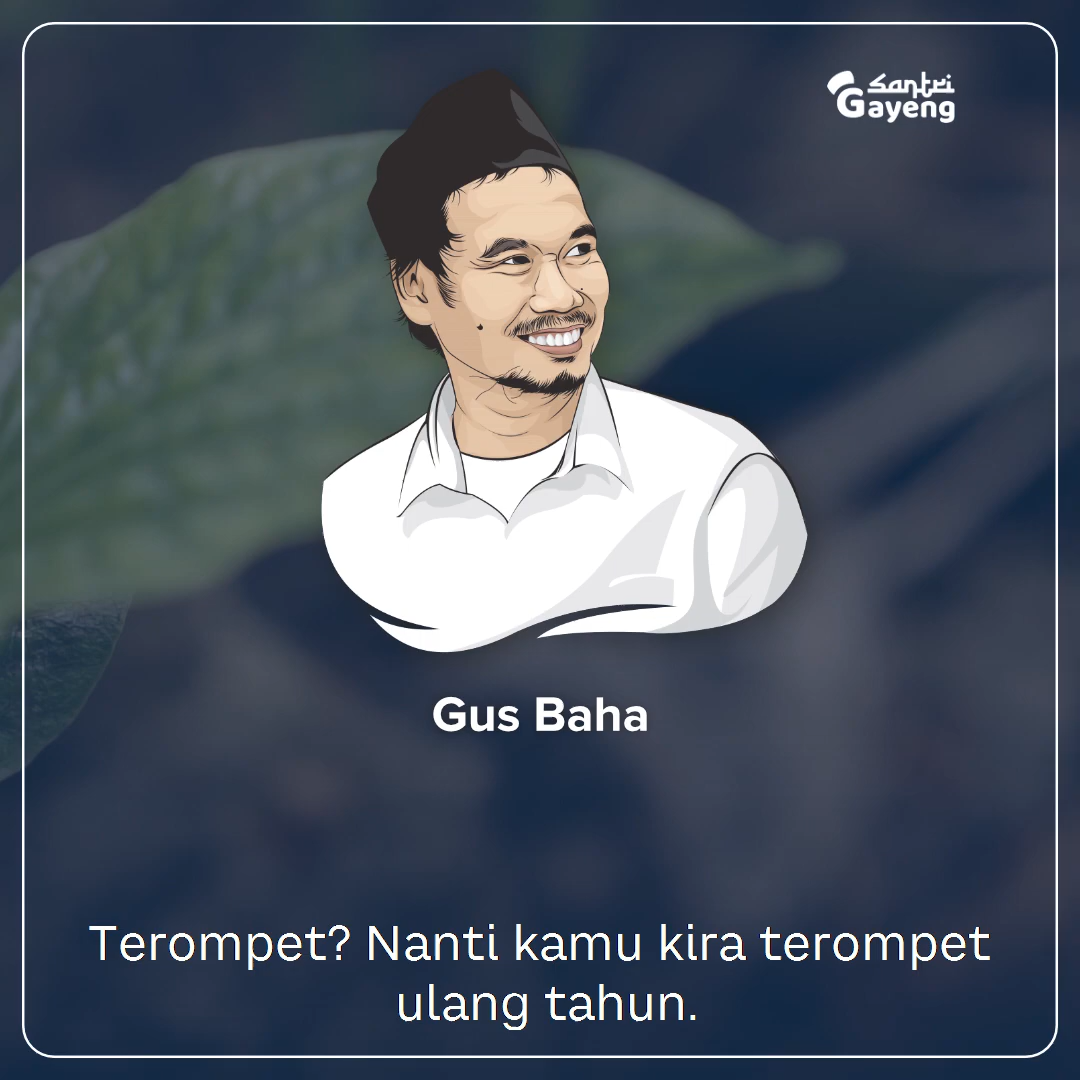 Santri
Gayeng
Gus Baha
Terompet? Nanti kamu kira terompet
ulang tahun.